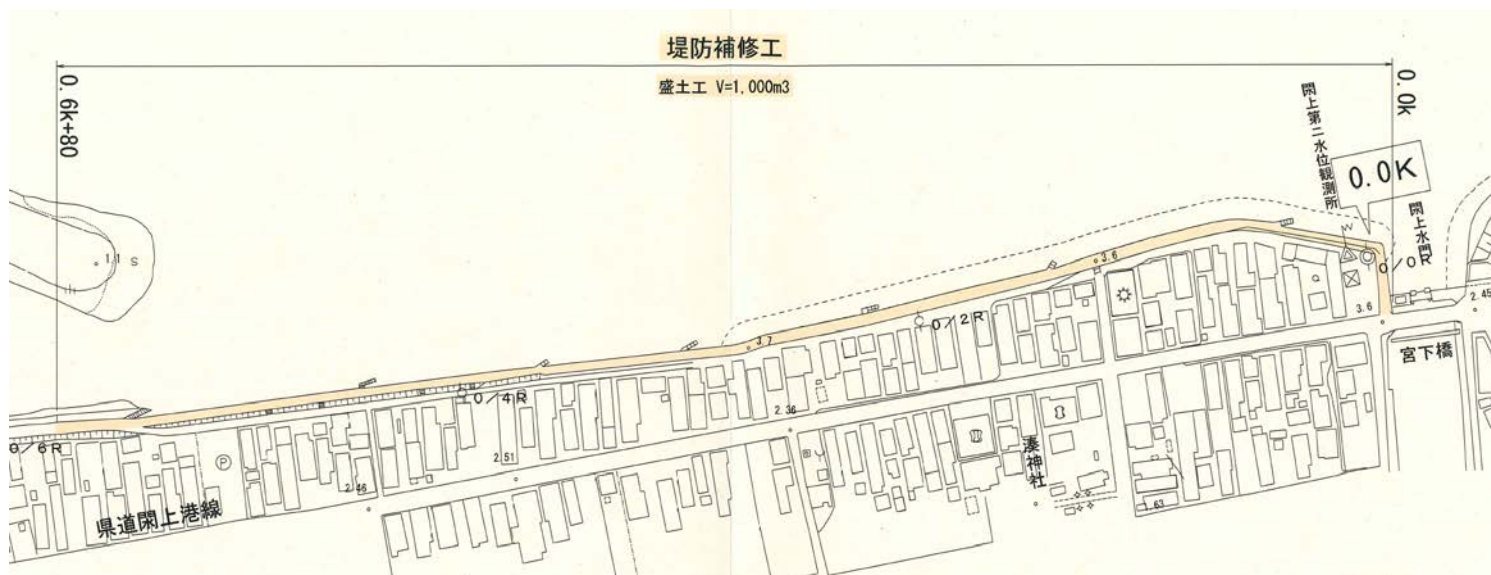 堤防補修工
盛土工 V=1,000m3
0.6k+80
0.0k
閖上第二水位観測所
0.0K
閖上水門
W
0/0R
1.1 S
3.6
3.7
0/2R
3.6
2.45
宮下橋
0/4R
2.36
0/6R
P
2.51
2.46
湊神社
県道閖上港線
1.63